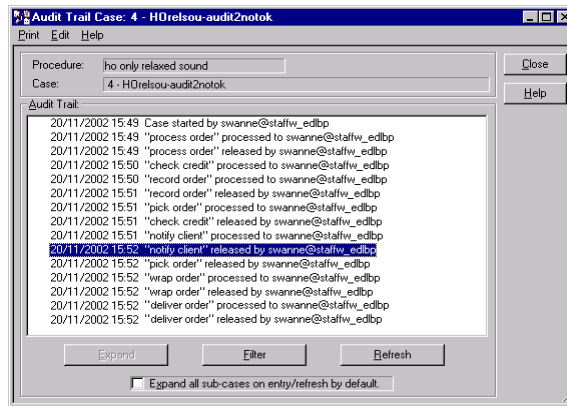 Audit Trail Case: 4 - HOrelsou-audit2notok
Print Edit Help
Procedure: ho only relaxed sound
Close
Case: 4 - HOrelsou-audit2notok
Help
Audit Trail:
20/11/2002 15:49 Case started by swanne@staffw_edlbp
20/11/2002 15:49 "process order" processed to swanne@staffw_edlbp
20/11/2002 15:49 "process order" released by swanne@staffw_edlbp
20/11/2002 15:50 "check credit" processed to swanne@staffw_edlbp
20/11/2002 15:50 "record order" processed to swanne@staffw_edlbp
20/11/2002 15:51 "record order" released by swanne@staffw_edlbp
20/11/2002 15:51 "pick order" processed to swanne@staffw_edlbp
20/11/2002 15:51 "check credit" released by swanne@staffw_edlbp
20/11/2002 15:51 "notify client" processed to swanne@staffw_edlbp
20/11/2002 15:52 "notify client" released by swanne@staffw_edlbp
20/11/2002 15:52 "pick order" released by swanne@staffw_edlbp
20/11/2002 15:52 "wrap order" processed to swanne@staffw_edlbp
20/11/2002 15:52 "wrap order" released by swanne@staffw_edlbp
20/11/2002 15:52 "deliver order" processed to swanne@staffw_edlbp
20/11/2002 15:52 "deliver order" released by swanne@staffw_edlbp
Expand Filter Refresh
Expand all sub-cases on entry/refresh by default.